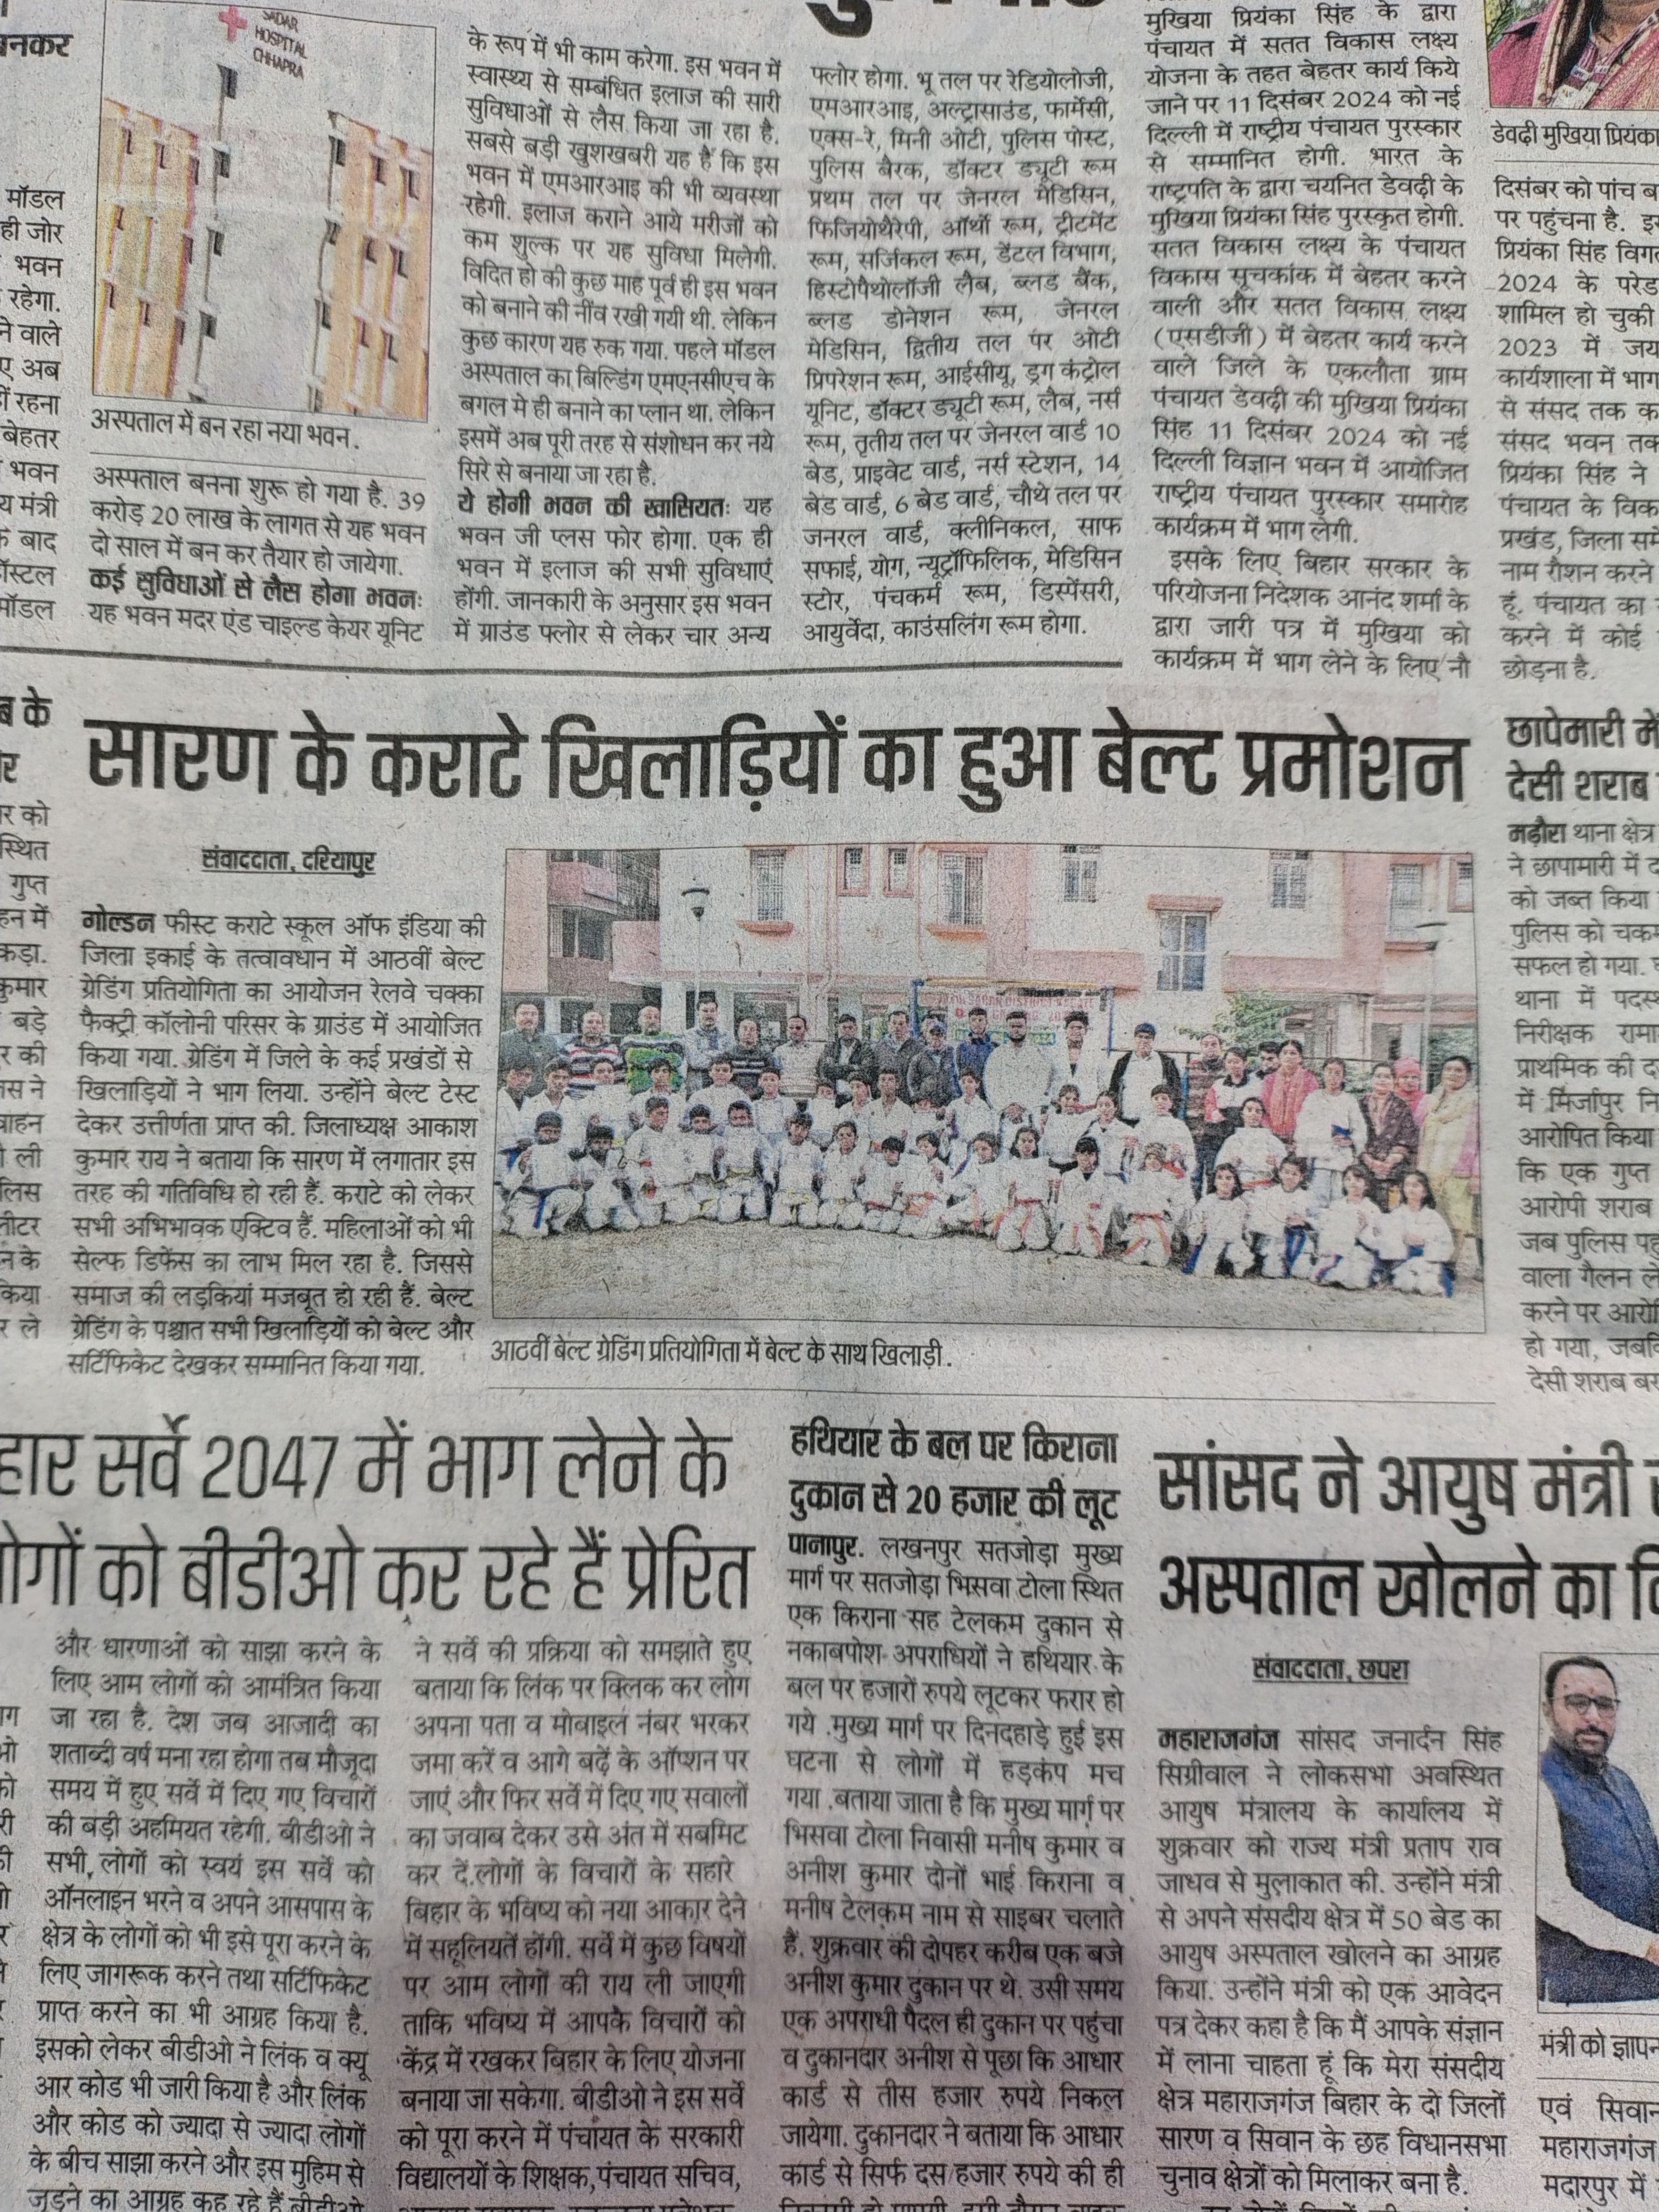 नकर
मॉडल
ही जोर
भवन
रहेगा.
ने वाले
ए अब
रहना
बेहतर
भवन
य मंत्री
बाद
मॉडल
SADAR
HOSPITAL
CHHAPRA
अस्पताल में बन रहा नया भवन.
अस्पताल बनना शुरू हो गया है. 39
करोड़ 20 लाख के लागत से यह भवन
दो साल में बन कर तैयार हो जायेगा.
कई सुविधाओं से लैस होगा भवनः
यह भवन मदर एंड चाइल्ड केयर यूनिट
के रूप में भी काम करेगा. इस भवन में
स्वास्थ्य से सम्बंधित इलाज की सारी
सुविधाओं से लैस किया जा रहा है.
सबसे बड़ी खुशखबरी यह हैं कि इस
भवन में एमआरआइ की भी व्यवस्था
रहेगी. इलाज कराने आये मरीजों को
कम शुल्क पर यह सुविधा मिलेगी.
विदित हो की कुछ माह पूर्व ही इस भवन
को बनाने की नींव रखी गयी थी. लेकिन
कुछ कारण यह रुक गया. पहले मॉडल
अस्पताल का बिल्डिंग एमएनसीएच के
बगल मे ही बनाने का प्लान था. लेकिन
इसमें अब पूरी तरह से संशोधन कर नये
सिरे से बनाया जा रहा है.
ये होगी भवन की खासियतः यह
भवन जी प्लस फोर होगा. एक ही
भवन में इलाज की सभी सुविधाएं
होंगी. जानकारी के अनुसार इस भवन
में ग्राउंड फ्लोर से लेकर चार अन्य
फ्लोर होगा. भू तल पर रेडियोलोजी,
एमआरआइ, अल्ट्रासाउंड, फार्मेसी,
एक्स-रे, मिनी ओटी, पुलिस पोस्ट,
पुलिस बैरक, डॉक्टर ड्यूटी रूम
प्रथम तल पर जेनरल मेडिसिन,
फिजियोथैरेपी, ऑर्थो रूम, ट्रीटमेंट
रूम, सर्जिकल रूम, डेंटल विभाग,
हिस्टोपैथोलॉजी लैब, ब्लड बैंक,
ब्लड डोनेशन रूम, जेनरल
मेडिसिन, द्वितीय तल पर ओटी
प्रिपरेशन रूम, आईसीयू, ड्रग कंट्रोल
यूनिट, डॉक्टर ड्यूटी रूम, लैब, नर्स
रूम, तृतीय तल पर जेनरल वार्ड 10
बेड, प्राइवेट वार्ड, नर्स स्टेशन, 14
बेड वार्ड, 6 बेड वार्ड, चौथे तल पर
जनरल वार्ड, क्लीनिकल, साफ
सफाई, योग, न्यूट्रॉफिलिक, मेडिसिन
स्टोर, पंचकर्म रूम, डिस्पेंसरी,
आयुर्वेदा, काउंसलिंग रूम होगा.
मुखिया प्रियंका सिंह के द्वारा
पंचायत में सतत विकास लक्ष्य
योजना के तहत बेहतर कार्य किये
जाने पर 11 दिसंबर 2024 को नई
दिल्ली में राष्ट्रीय पंचायत पुरस्कार
से सम्मानित होगी. भारत के
राष्ट्रपति के द्वारा चयनित डेवढ़ी के
मुखिया प्रियंका सिंह पुरस्कृत होगी.
सतत विकास लक्ष्य के पंचायत
विकास सूचकांक में बेहतर करने
वाली और सतत विकास लक्ष्य
(एसडीजी) में बेहतर कार्य करने
वाले जिले के एकलौता ग्राम
पंचायत डेवढ़ी की मुखिया प्रियंका
सिंह 11 दिसंबर 2024 को नई
दिल्ली विज्ञान भवन में आयोजित
राष्ट्रीय पंचायत पुरस्कार समारोह
कार्यक्रम में भाग लेगी.
इसके लिए बिहार सरकार के
परियोजना निदेशक आनंद शर्मा के
द्वारा जारी पत्र में मुखिया को
कार्यक्रम में भाग लेने के लिए नौ
डेवढ़ी मुखिया प्रियंका
दिसंबर को पांच ब
पर पहुंचना है. इ
प्रियंका सिंह विगत
2024 के परेड
शामिल हो चुकी
2023 में जय
कार्यशाला में भाग
से संसद तक क
संसद भवन तक
प्रियंका सिंह ने
पंचायत के विक
प्रखंड, जिला समे
नाम रौशन करने
हूं. पंचायत का
करने में कोई
छोड़ना है.
ब के
र को
स्थित
गुप्त
हन में
कड़ा.
कुमार
बड़े
र की
लस ने
वाहन
ली
लिस
लीटर
न के
किया
र ले
सारण के कराटे खिलाड़ियों का हुआ बेल्ट प्रमोशन
संवाददाता, दरियापुर
गोल्डन फीस्ट कराटे स्कूल ऑफ इंडिया की
जिला इकाई के तत्वावधान में आठवीं बेल्ट
ग्रेडिंग प्रतियोगिता का आयोजन रेलवे चक्का
फैक्ट्री कॉलोनी परिसर के ग्राउंड में आयोजित
किया गया. ग्रेडिंग में जिले के कई प्रखंडों से
खिलाड़ियों ने भाग लिया. उन्होंने बेल्ट टेस्ट
देकर उत्तीर्णता प्राप्त की. जिलाध्यक्ष आकाश
कुमार राय ने बताया कि सारण में लगातार इस
तरह की गतिविधि हो रही हैं. कराटे को लेकर
सभी अभिभावक एक्टिव हैं. महिलाओं को भी
सेल्फ डिफेंस का लाभ मिल रहा है. जिससे
समाज की लड़कियां मजबूत हो रही हैं. बेल्ट
ग्रेडिंग के पश्चात सभी खिलाड़ियों को बेल्ट और
सर्टिफिकेट देखकर सम्मानित किया गया.
आठवीं बेल्ट ग्रेडिंग प्रतियोगिता में बेल्ट के साथ खिलाड़ी.
छापेमारी में
देसी शराब
मढ़ौरा थाना क्षेत्र
ने छापामारी में द
को जब्त किया
पुलिस को चकम
सफल हो गया.
थाना में पदस्थ
निरीक्षक रामा
प्राथमिक की द
में मिर्जापुर नि
आरोपित किया
कि एक गुप्त
आरोपी शराब
जब पुलिस पहु
वाला गैलन ले
करने पर आरोपि
हो गया, जबकि
देसी शराब बर
हार सर्वे 2047 में भाग लेने के
ोगों को बीडीओ कर रहे हैं प्रेरित
और धारणाओं को साझा करने के
लिए आम लोगों को आमंत्रित किया
जा रहा है. देश जब आजादी का
शताब्दी वर्ष मना रहा होगा तब मौजूदा
समय में हुए सर्वे में दिए गए विचारों
की बड़ी अहमियत रहेगी. बीडीओ ने
सभी, लोगों को स्वयं इस सर्वे को
ऑनलाइन भरने व अपने आसपास के
क्षेत्र के लोगों को भी इसे पूरा करने के
लिए जागरूक करने तथा सर्टिफिकेट
प्राप्त करने का भी आग्रह किया है.
इसको लेकर बीडीओ ने लिंक व क्यू
आर कोड भी जारी किया है और लिंक
और कोड को ज्यादा से ज्यादा लोगों
के बीच साझा करने और इस मुहिम से
जुड़ने का आग्रह कह रहे हैं बीडीओ
ने सर्वे की प्रक्रिया को समझाते हुए
बताया कि लिंक पर क्लिक कर लोग
अपना पता व मोबाइल नंबर भरकर
जमा करें व आगे बढ़ें के ऑप्शन पर
जाएं और फिर सर्वे में दिए गए सवालों
का जवाब देकर उसे अंत में सबमिट
कर दें.लोगों के विचारों के सहारे
बिहार के भविष्य को नया आकार देने
में सहूलियतें होंगी. सर्वे में कुछ विषयों
पर आम लोगों की राय ली जाएगी
ताकि भविष्य में आपके विचारों को
केंद्र में रखकर बिहार के लिए योजना
बनाया जा सकेगा. बीडीओ ने इस सर्वे
को पूरा करने में पंचायत के सरकारी
विद्यालयों के शिक्षक,पंचायत सचिव,
हथियार के बल पर किराना
दुकान से 20 हजार की लूट
पानापुर. लखनपुर सतजोड़ा मुख्य
मार्ग पर सतजोड़ा भिसवा टोला स्थित
एक किराना सह टेलकम दुकान से
नकाबपोश अपराधियों ने हथियार के
बल पर हजारों रुपये लूटकर फरार हो
गये .मुख्य मार्ग पर दिनदहाड़े हुई इस
घटना से लोगों में हड़कंप मच
गया .बताया जाता है कि मुख्य मार्ग पर
भिसवा टोला निवासी मनीष कुमार व
अनीश कुमार दोनों भाई किराना व
मनीष टेलकम नाम से साइबर चलाते
हैं. शुक्रवार की दोपहर करीब एक बजे
अनीश कुमार दुकान पर थे. उसी समय
एक अपराधी पैदल ही दुकान पर पहुंचा
व दुकानदार अनीश से पूछा कि आधार
कार्ड से तीस हजार रुपये निकल
जायेगा. दुकानदार ने बताया कि आधार
कार्ड से सिर्फ दस हजार रुपये की ही
सांसद ने आयुष मंत्री
अस्पताल खोलने का
संवाददाता, छपरा
महाराजगंज सांसद जनार्दन सिंह
सिग्रीवाल ने लोकसभा अवस्थित
आयुष मंत्रालय के कार्यालय में
शुक्रवार को राज्य मंत्री प्रताप राव
जाधव से मुलाकात की. उन्होंने मंत्री
से अपने संसदीय क्षेत्र में 50 बेड का
आयुष अस्पताल खोलने का आग्रह
किया. उन्होंने मंत्री को एक आवेदन
पत्र देकर कहा है कि मैं आपके संज्ञान
में लाना चाहता हूं कि मेरा संसदीय
क्षेत्र महाराजगंज बिहार के दो जिलों
सारण व सिवान के छह विधानसभा
चुनाव क्षेत्रों को मिलाकर बना है.
मंत्री को ज्ञापन
एवं सिवान
महाराजगंज
मदारपुर में